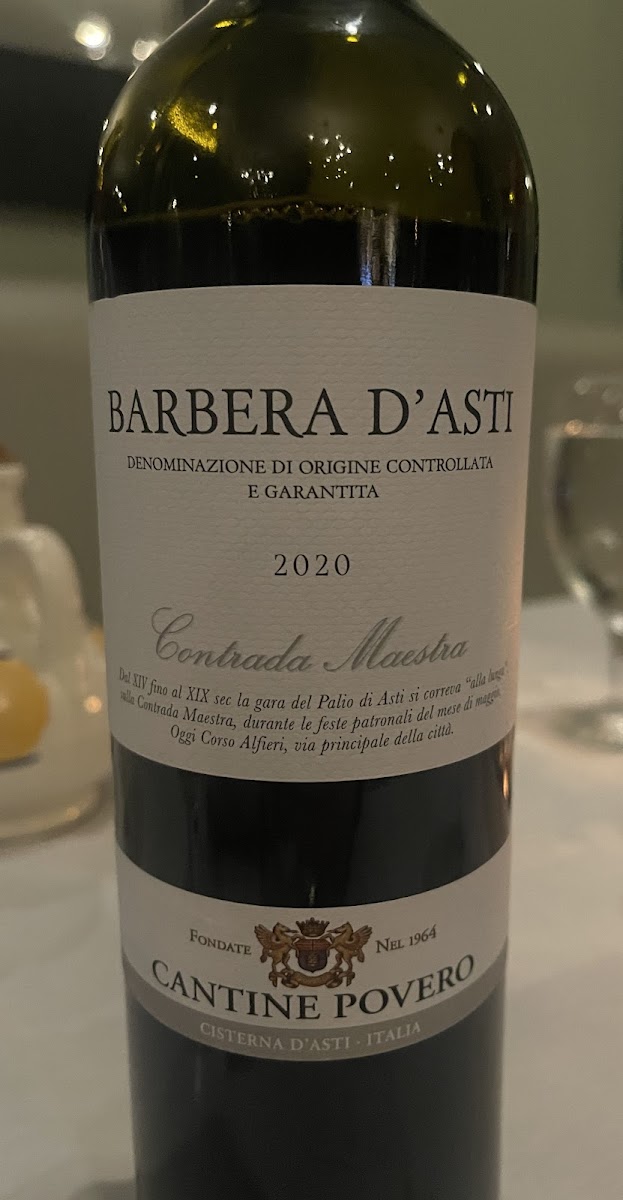 BARBERA D'ASTI
DENOMINAZIONE DI ORIGINE CONTROLLATA
E GARANTITA
2020
Contrada Maestra
Dal XIV fino al XIX sec la gara del Palio di Asti si correva "alla lunga"
sulla Contrada Maestra, durante le feste patronali del mese di maggio.
Oggi Corso Alfieri, via principale della città.
FONDATE NEL 1964
CANTINE POVERO
CISTERNA D'ASTI · ITALIA